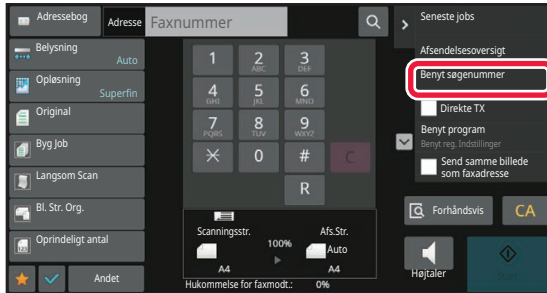 Adressebog
Adresse
Faxnummer
Seneste jobs
Belysning
Auto
Afsendelsesoversigt
Opløsning
Superfin
Benyt søgenummer
Original
Direkte TX
Byg Job
Benyt program
Benyt reg. Indstillinger
Langsom Scan
Send samme billede
som faxadresse
Bl. Str. Org.
Oprindeligt antal
Andet
1
2
ABC
3
DEF
4
GHI
5
JKL
6
MNO
7
PQRS
8
TUV
9
WXYZ
0
#
C
R
Scanningsstr.
100%
Afs.Str.
Auto
A4
A4
Hukommelse for faxmodt.: 0%
Forhåndsvis
CA
Højtaler
Start